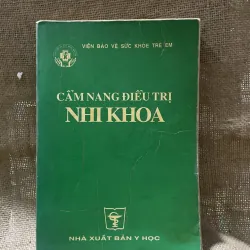 VIỆN BẢO VỆ SỨC KHỎE TRẺ EM
CẨM NANG ĐIỀU TRỊ
NHI KHOA
NHÀ XUẤT BẢN Y HỌC